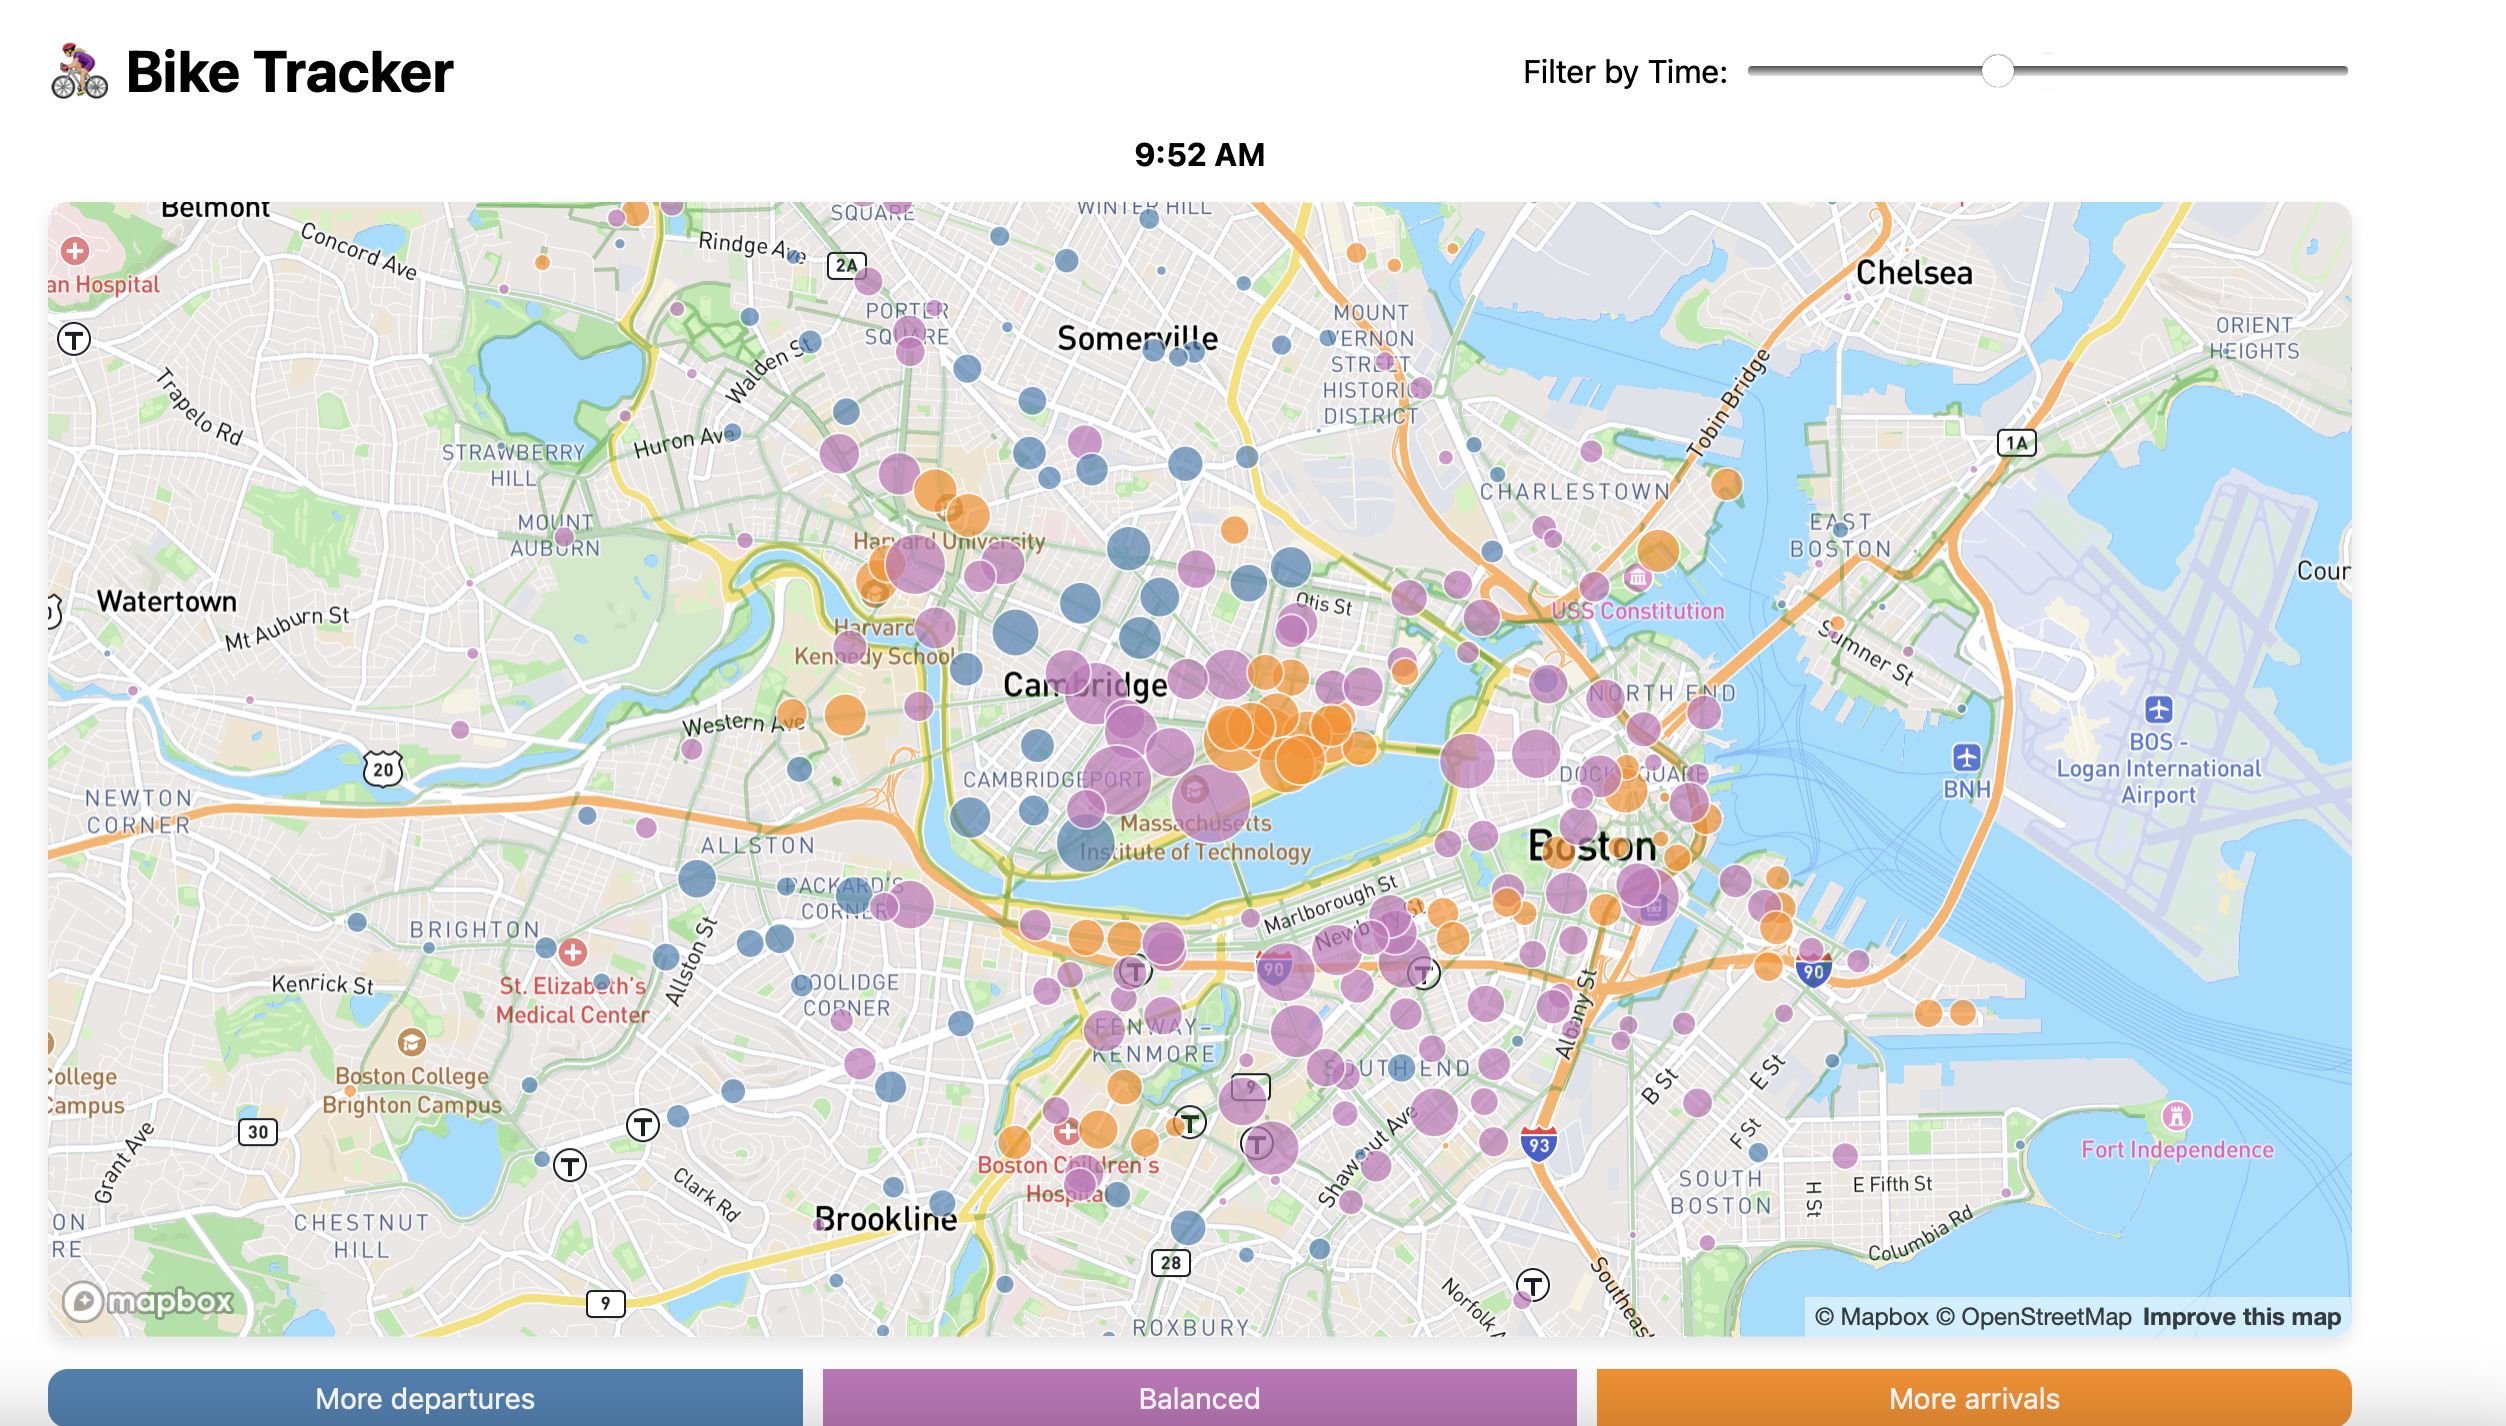 Bike Tracker
Filter by Time:
9:52 AM
Belmont
Concord Ave
Rindge Ave
2A
SQUARE
WINTER HILL
an Hospital
Chelsea
PORTER
SQUARE
Somerville
MOUNT
VERNON
STREET
HISTORIC
DISTRICT
ORIENT
HEIGHTS
T
Trapelo Rd
Walden St
Tobin Bridge
Huron Ave
STRAWBERRY
HILL
1A
CHARLESTOWN
MOUNT
AUBURN
Harvard University
EAST
BOSTON
Cour
Watertown
Mt Auburn St
Otis St
USS Constitution
Harvard
Kennedy School
Sumner St
Cambridge
NORTH END
Western Ave
BOS -
Logan International
Airport
20
CAMBRIDGEPORT
DOCK SQUARE
BNH
NEWTON
CORNER
Massachusetts
Institute of Technology
ALLSTON
Boston
PACKARD'S
CORNER
Marlborough St
BRIGHTON
Allston St
Newb
St
90
T
T
90
Kenrick St
St. Elizabeth's
Medical Center
COOLIDGE
CORNER
Albany St
FENWAY-
KENMORE
SOUTH END
College
Campus
Boston College
Brighton Campus
9
B St
E St
30
T
T
T
T
Shawmut Ave
93
F St
Fort Independence
Grant Ave
Boston Children's
Hospital
Clark Rd
SOUTH
BOSTON
H St
E Fifth St
ON
RE
CHESTNUT
HILL
Brookline
Columbia Rd
28
T
Norfolk A
Southeas
9
ROXBURY
mapbox
© Mapbox © OpenStreetMap Improve this map
More departures
Balanced
More arrivals